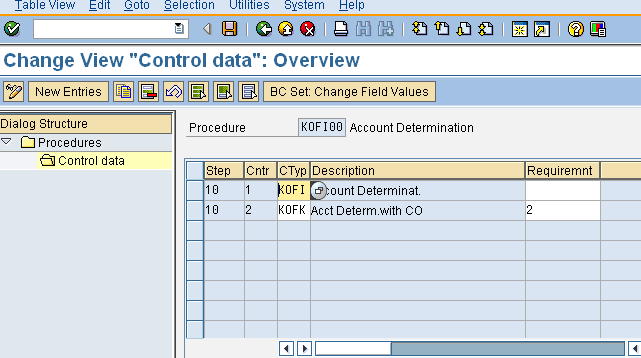 Table View Edit Goto Selection Utilities System Help
Change View "Control data": Overview
New Entries BC Set: Change Field Values
Dialog Structure
Procedures
Control data
Procedure KOFI00 Account Determination
Step Cntr CTyp Description Requiremnt
10 1 KOFI count Determinat.
10 2 KOFK Acct Determ.with CO 2